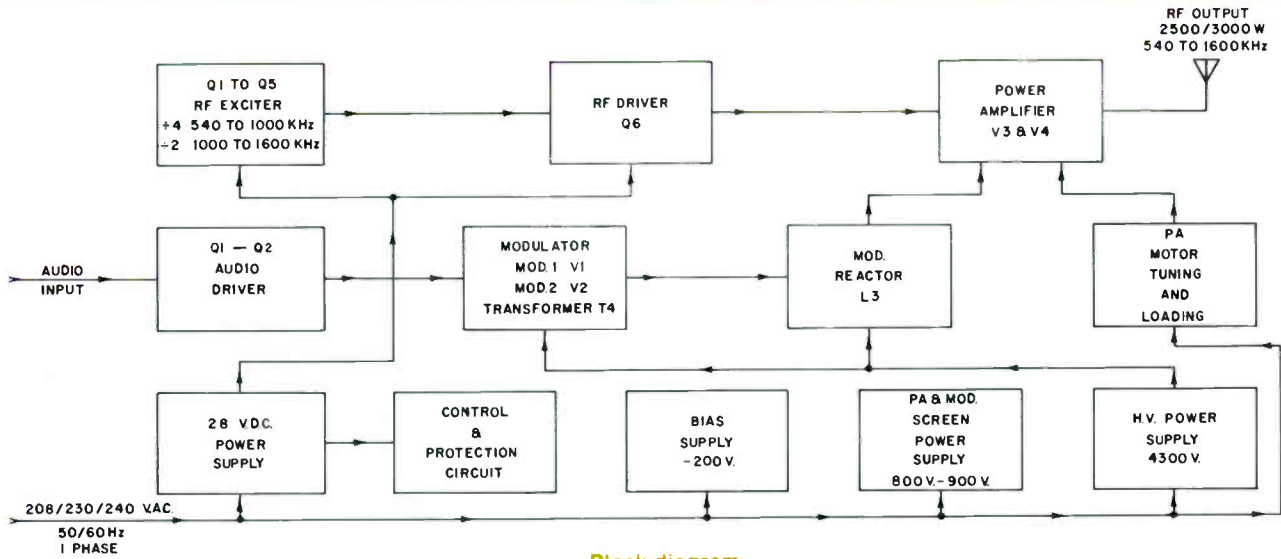 RF OUTPUT
2500/3000 W
540 TO 1600KHz
Q1 TO Q5
RF EXCITER
÷4 540 TO 1000 KHz
÷2 1000 TO 1600 KHz
RF DRIVER
Q6
POWER
AMPLIFIER
V3 & V4
AUDIO
INPUT
Q1 — Q2
AUDIO
DRIVER
MODULATOR
MOD.1 V1
MOD.2 V2
TRANSFORMER T4
MOD.
REACTOR
L3
PA
MOTOR
TUNING
AND
LOADING
28 V.D.C.
POWER
SUPPLY
CONTROL
&
PROTECTION
CIRCUIT
BIAS
SUPPLY
-200 V.
PA & MOD.
SCREEN
POWER
SUPPLY
800 V.-900 V.
H.V. POWER
SUPPLY
4300 V.
208/230/240 V.AC.
50/60 Hz
1 PHASE
Block diagram